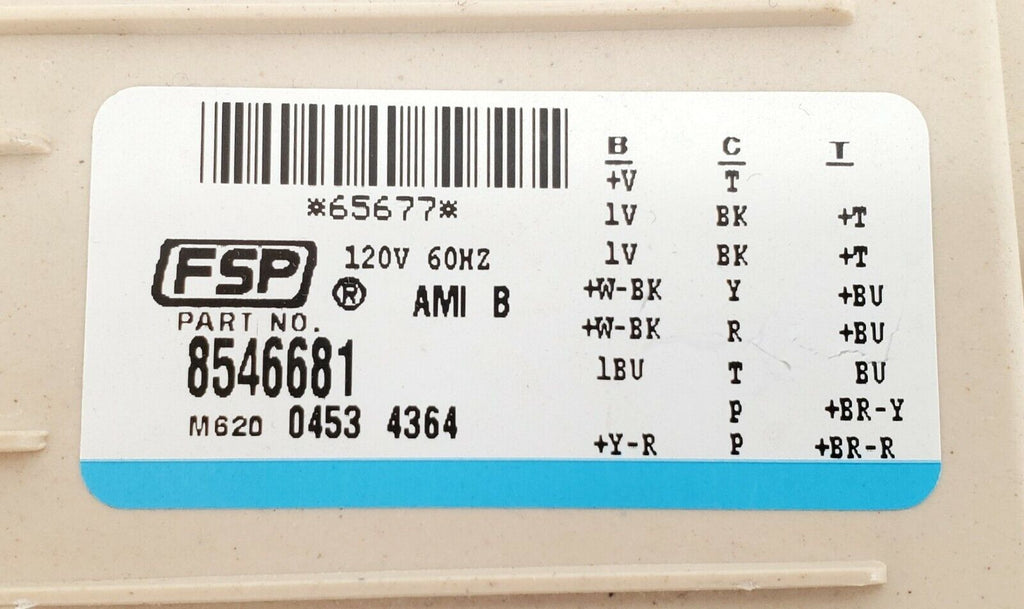 *65677*
FSP ® 120V 60HZ
AMI B
PART NO.
8546681
M620 0453 4364
B C T
+V T
1V BK +T
1V BK +T
+W-BK Y +BU
+W-BK R +BU
1BU T BU
P +BR-Y
+Y-R P +BR-R